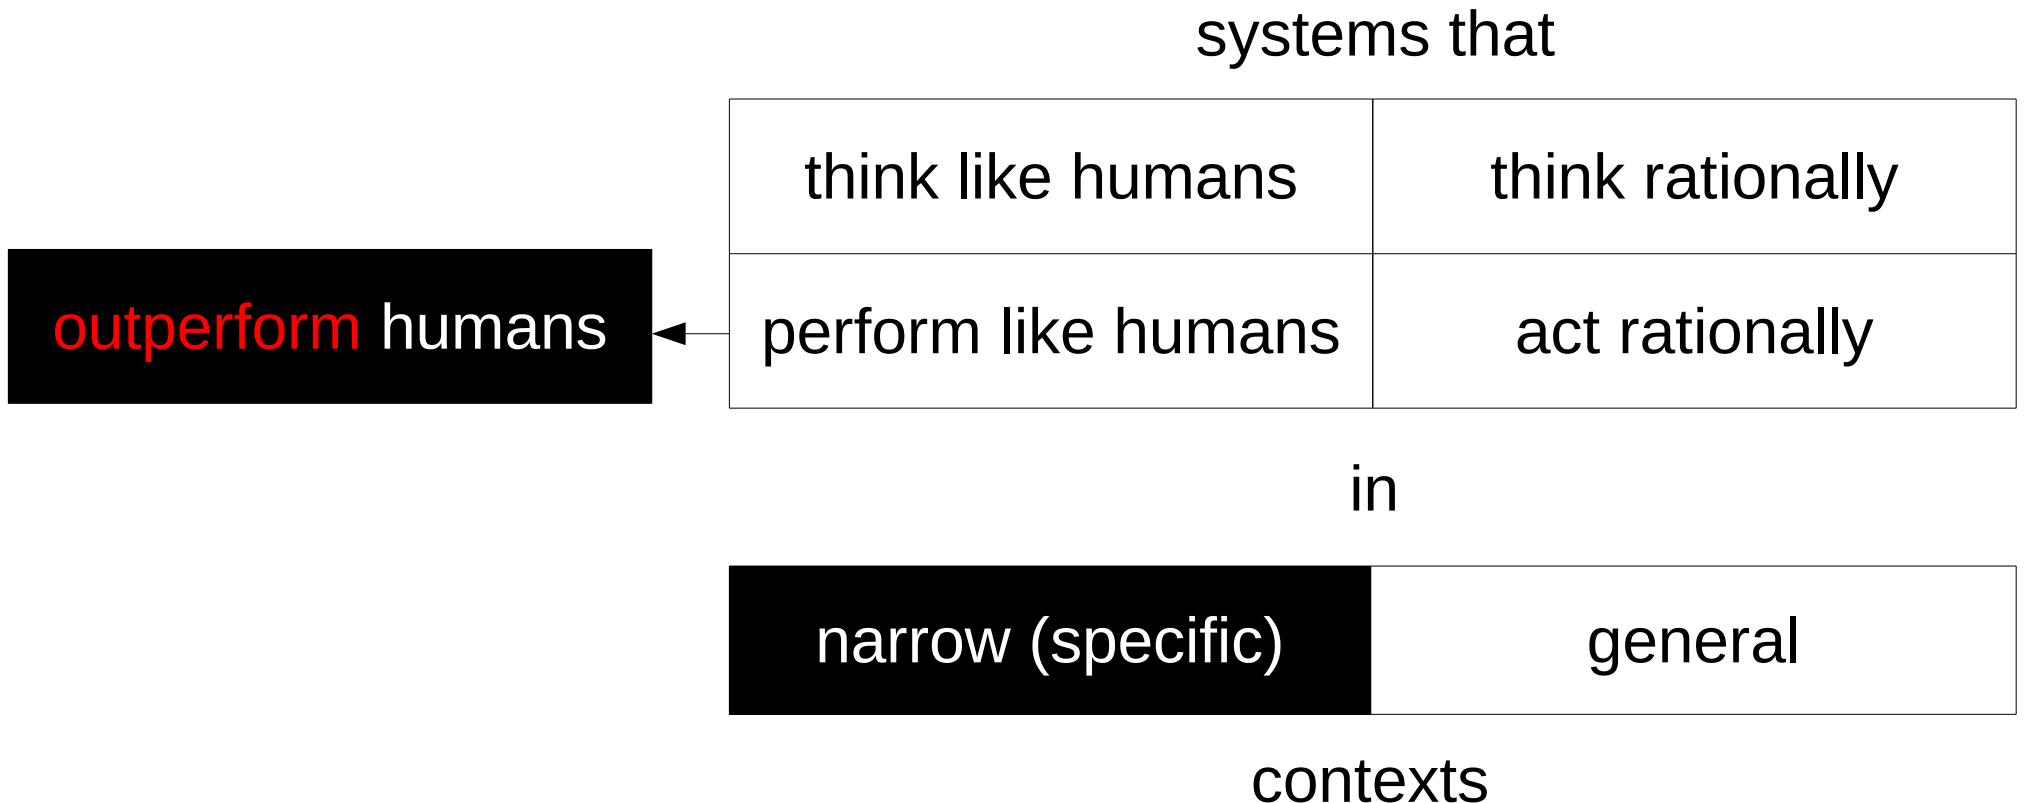 systems that
think like humans
think rationally
outperform humans
perform like humans
act rationally
in
narrow (specific)
general
contexts